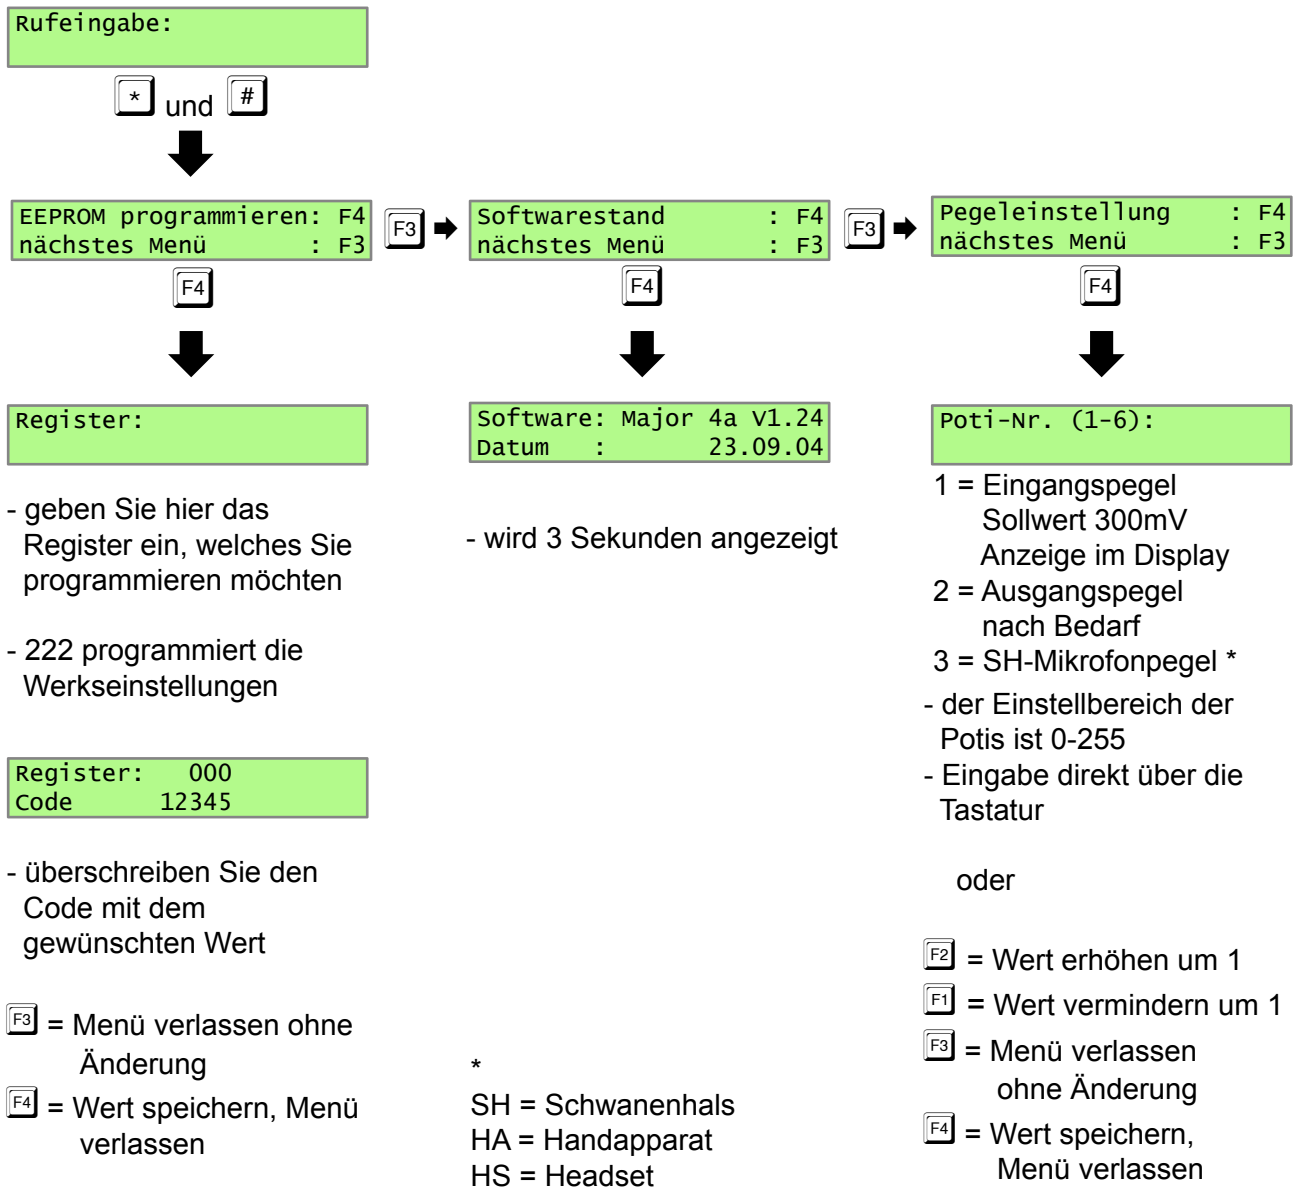 Rufeingabe:
* und #
EEPROM programmieren: F4
nächstes Menü : F3
F3
Softwarestand : F4
nächstes Menü : F3
F3
Pegeleinstellung : F4
nächstes Menü : F3
F4
F4
F4
Register:
- geben Sie hier das
Register ein, welches Sie
programmieren möchten
- 222 programmiert die
Werkseinstellungen
Register: 000
Code 12345
- überschreiben Sie den
Code mit dem
gewünschten Wert
F3 = Menü verlassen ohne
Änderung
F4 = Wert speichern, Menü
verlassen
Software: Major 4a V1.24
Datum : 23.09.04
- wird 3 Sekunden angezeigt
*
SH = Schwanenhals
HA = Handapparat
HS = Headset
Poti-Nr. (1-6):
1 = Eingangspegel
Sollwert 300mV
Anzeige im Display
2 = Ausgangspegel
nach Bedarf
3 = SH-Mikrofonpegel *
- der Einstellbereich der
Potis ist 0-255
- Eingabe direkt über die
Tastatur
oder
F2 = Wert erhöhen um 1
F1 = Wert vermindern um 1
F3 = Menü verlassen
ohne Änderung
F4 = Wert speichern,
Menü verlassen